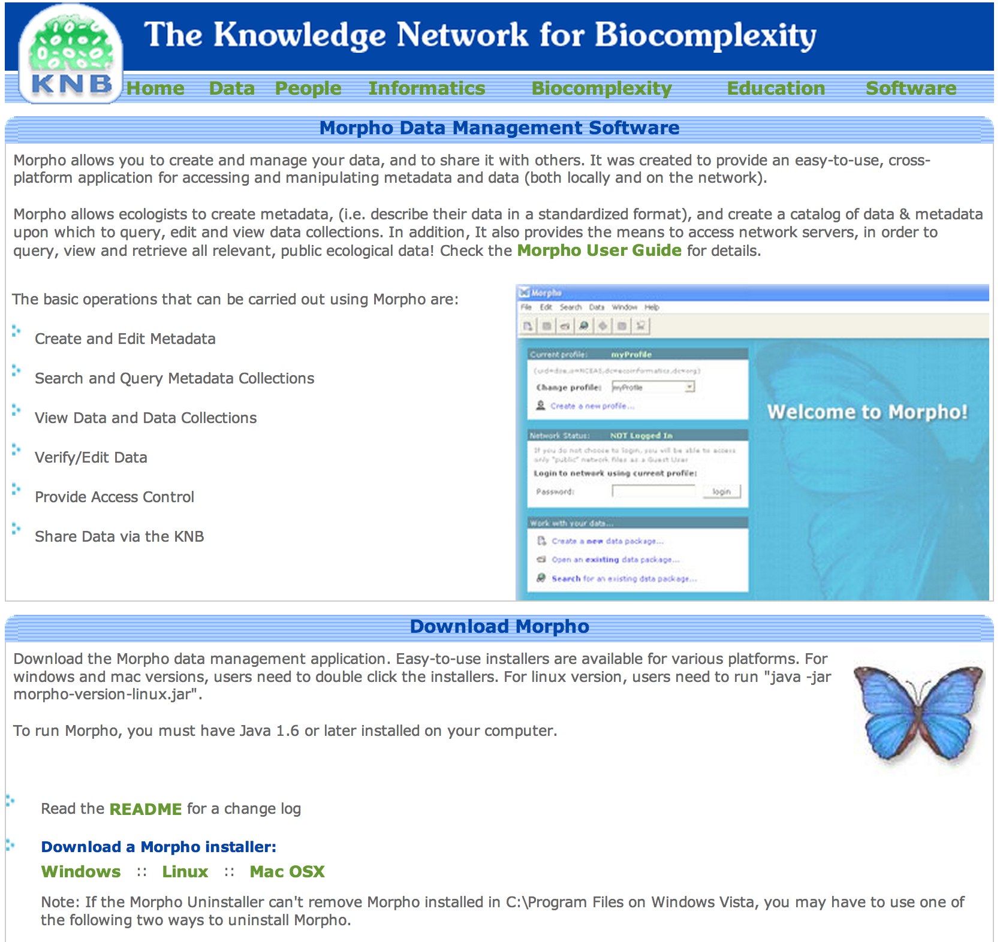 The Knowledge Network for Biocomplexity
KNB
Home Data People Informatics Biocomplexity Education Software
Morpho Data Management Software
Morpho allows you to create and manage your data, and to share it with others. It was created to provide an easy-to-use, cross-
platform application for accessing and manipulating metadata and data (both locally and on the network).
Morpho allows ecologists to create metadata, (i.e. describe their data in a standardized format), and create a catalog of data & metadata
upon which to query, edit and view data collections. In addition, It also provides the means to access network servers, in order to
query, view and retrieve all relevant, public ecological data! Check the Morpho User Guide for details.
The basic operations that can be carried out using Morpho are:
Create and Edit Metadata
Search and Query Metadata Collections
View Data and Data Collections
Verify/Edit Data
Provide Access Control
Share Data via the KNB
Morpho
File Edit Search Data Window Help
Current profile: myProfile
(uid=dse,o=NCEAS,dc=ecoinformatics,dc=org)
Change profile: myProfile
Create a new profile...
Welcome to Morpho!
Network Status: NOT Logged In
If you do not choose to login, you will be able to access
only "public" network files as a Guest User
Login to network using current profile:
Password: login
Work with your data...
Create a new data package...
Open an existing data package...
Search for an existing data package...
Download Morpho
Download the Morpho data management application. Easy-to-use installers are available for various platforms. For
windows and mac versions, users need to double click the installers. For linux version, users need to run "java -jar
morpho-version-linux.jar".
To run Morpho, you must have Java 1.6 or later installed on your computer.
Read the README for a change log
Download a Morpho installer:
Windows :: Linux :: Mac OSX
Note: If the Morpho Uninstaller can't remove Morpho installed in C:\Program Files on Windows Vista, you may have to use one of
the following two ways to uninstall Morpho.